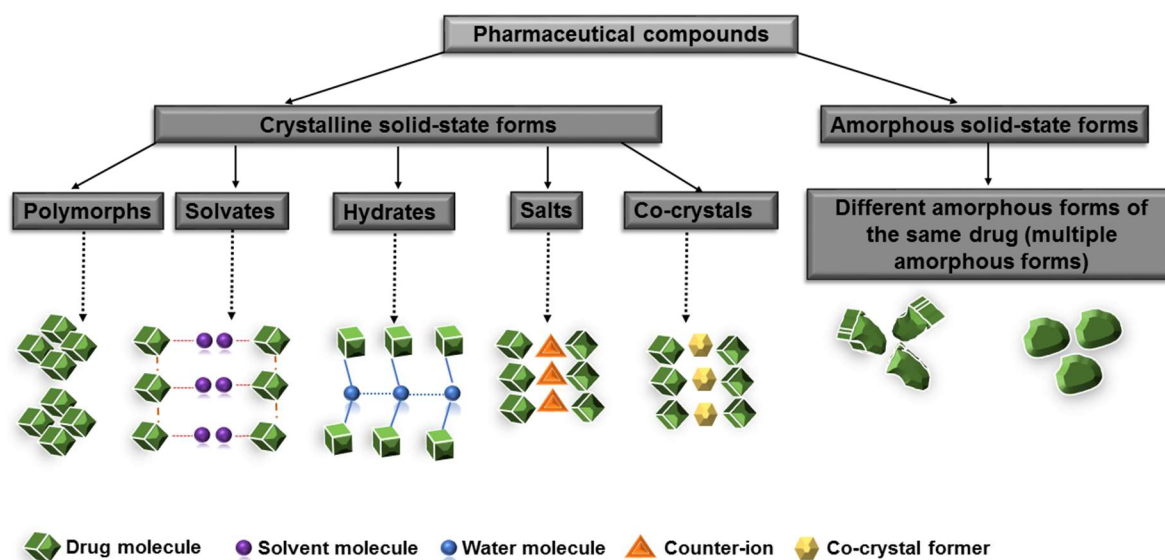 Pharmaceutical compounds
Crystalline solid-state forms
Amorphous solid-state forms
Polymorphs
Solvates
Hydrates
Salts
Co-crystals
Different amorphous forms of
the same drug (multiple
amorphous forms)
Drug molecule
Solvent molecule
Water molecule
Counter-ion
Co-crystal former